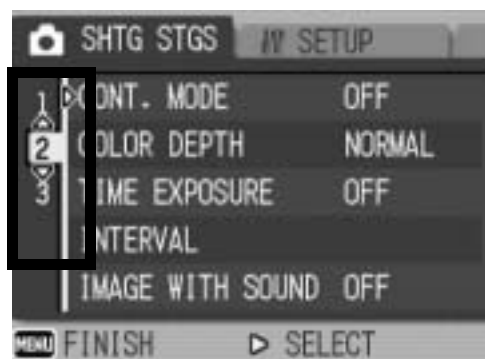 SHTG STGS SETUP
1 CONT. MODE OFF
2 COLOR DEPTH NORMAL
3 TIME EXPOSURE OFF
INTERVAL
IMAGE WITH SOUND OFF
MENU FINISH SELECT